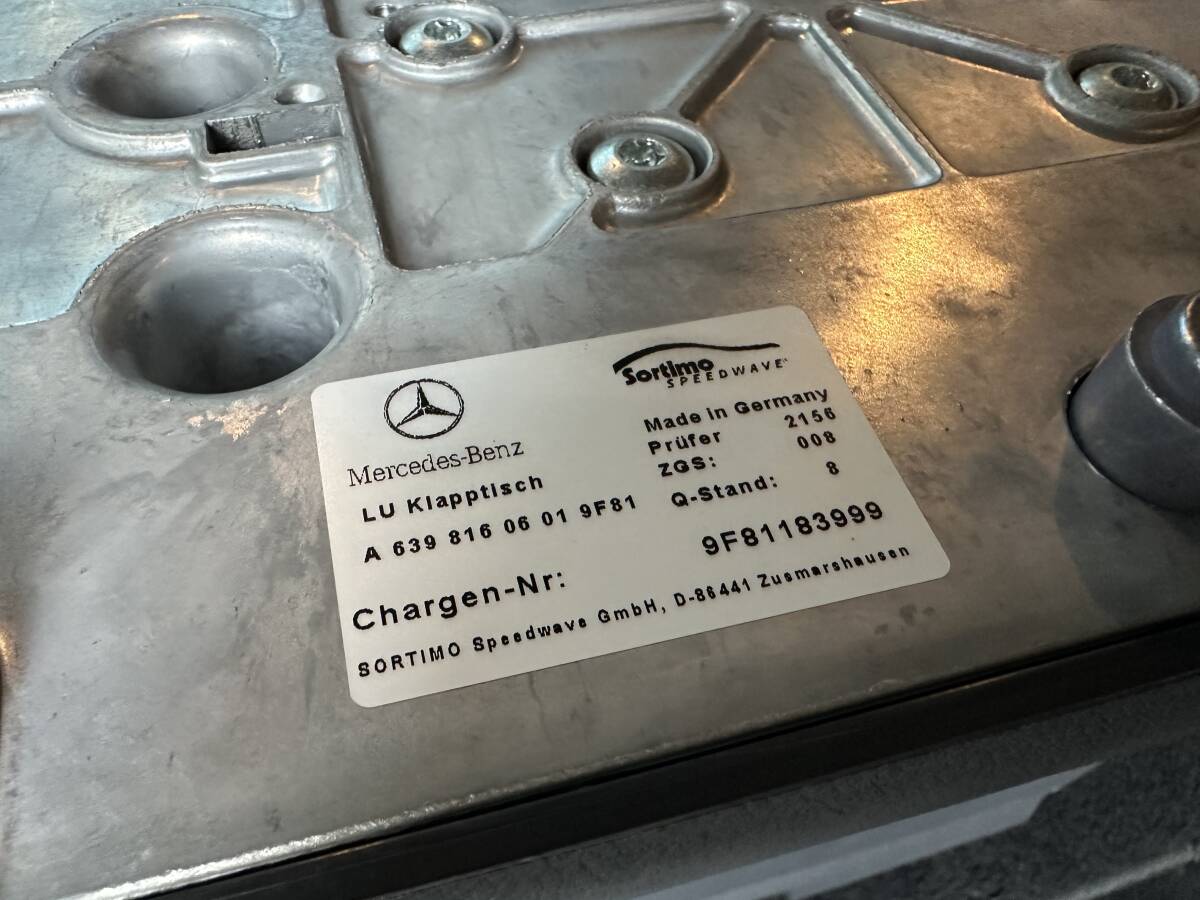 Mercedes-Benz
LU Klapptisch
A 639 816 06 01 9F81
Sortimo
SPEEDWAVE™
Made in Germany
Prüfer 2156
ZGS: 008
Q-Stand: 8
Chargen-Nr: 9F81183999
SORTIMO Speedwave GmbH, D-86441 Zusmarshausen